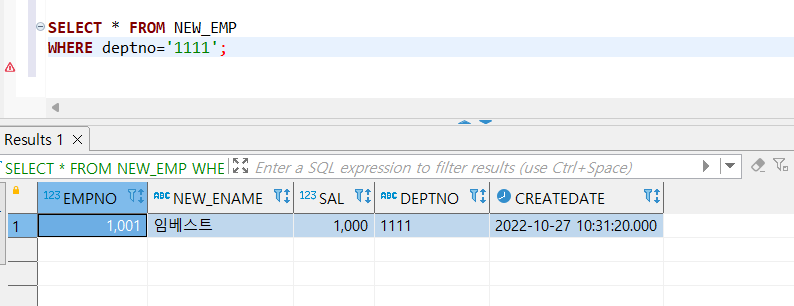 SELECT * FROM NEW_EMP
WHERE deptno='1111';
Results 1
SELECT * FROM NEW_EMP WHE Enter a SQL expression to filter results (use Ctrl+Space)
123 EMPNO ABC NEW_ENAME 123 SAL ABC DEPTNO CREATEDATE
1 1,001 임베스트 1,000 1111 2022-10-27 10:31:20.000